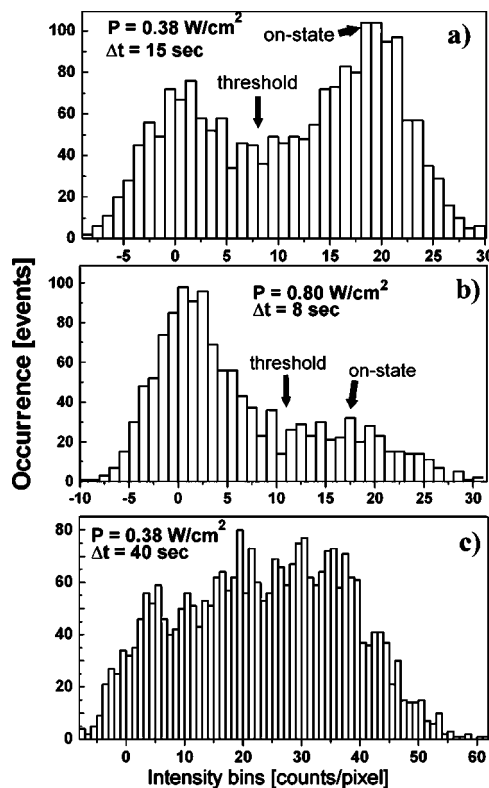 P = 0.38 W/cm²
Δt = 15 sec
on-state
a)
threshold
100
80
60
40
20
0
-5 0 5 10 15 20 25 30
P = 0.80 W/cm²
Δt = 8 sec
b)
threshold
on-state
100
80
60
40
20
0
-10 -5 0 5 10 15 20 25 30
Occurrence [events]
P = 0.38 W/cm²
Δt = 40 sec
c)
80
60
40
20
0
0 10 20 30 40 50 60
Intensity bins [counts/pixel]